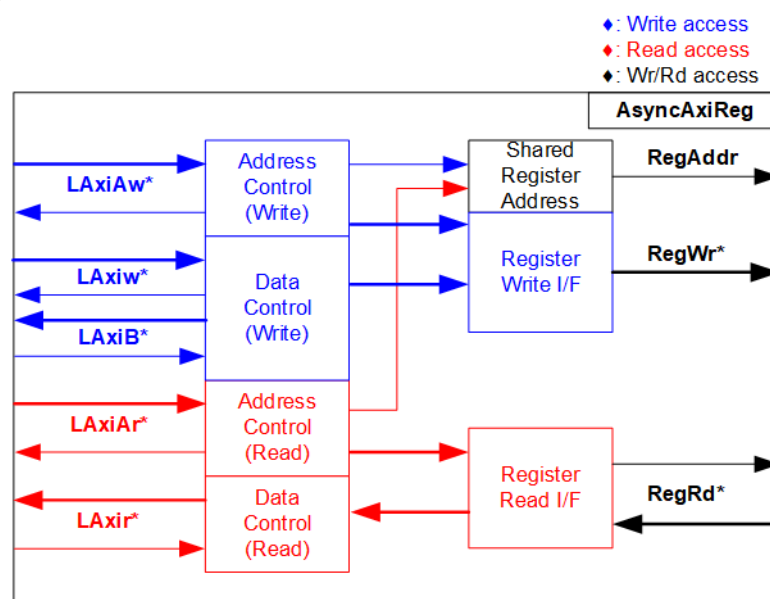 ♦: Write access
♦: Read access
♦: Wr/Rd access
AsyncAxiReg
LAxiAw*
Address
Control
(Write)
Shared
Register
Address
RegAddr
LAxiw*
LAxiB*
Data
Control
(Write)
Register
Write I/F
RegWr*
LAxiAr*
Address
Control
(Read)
LAxir*
Data
Control
(Read)
Register
Read I/F
RegRd*